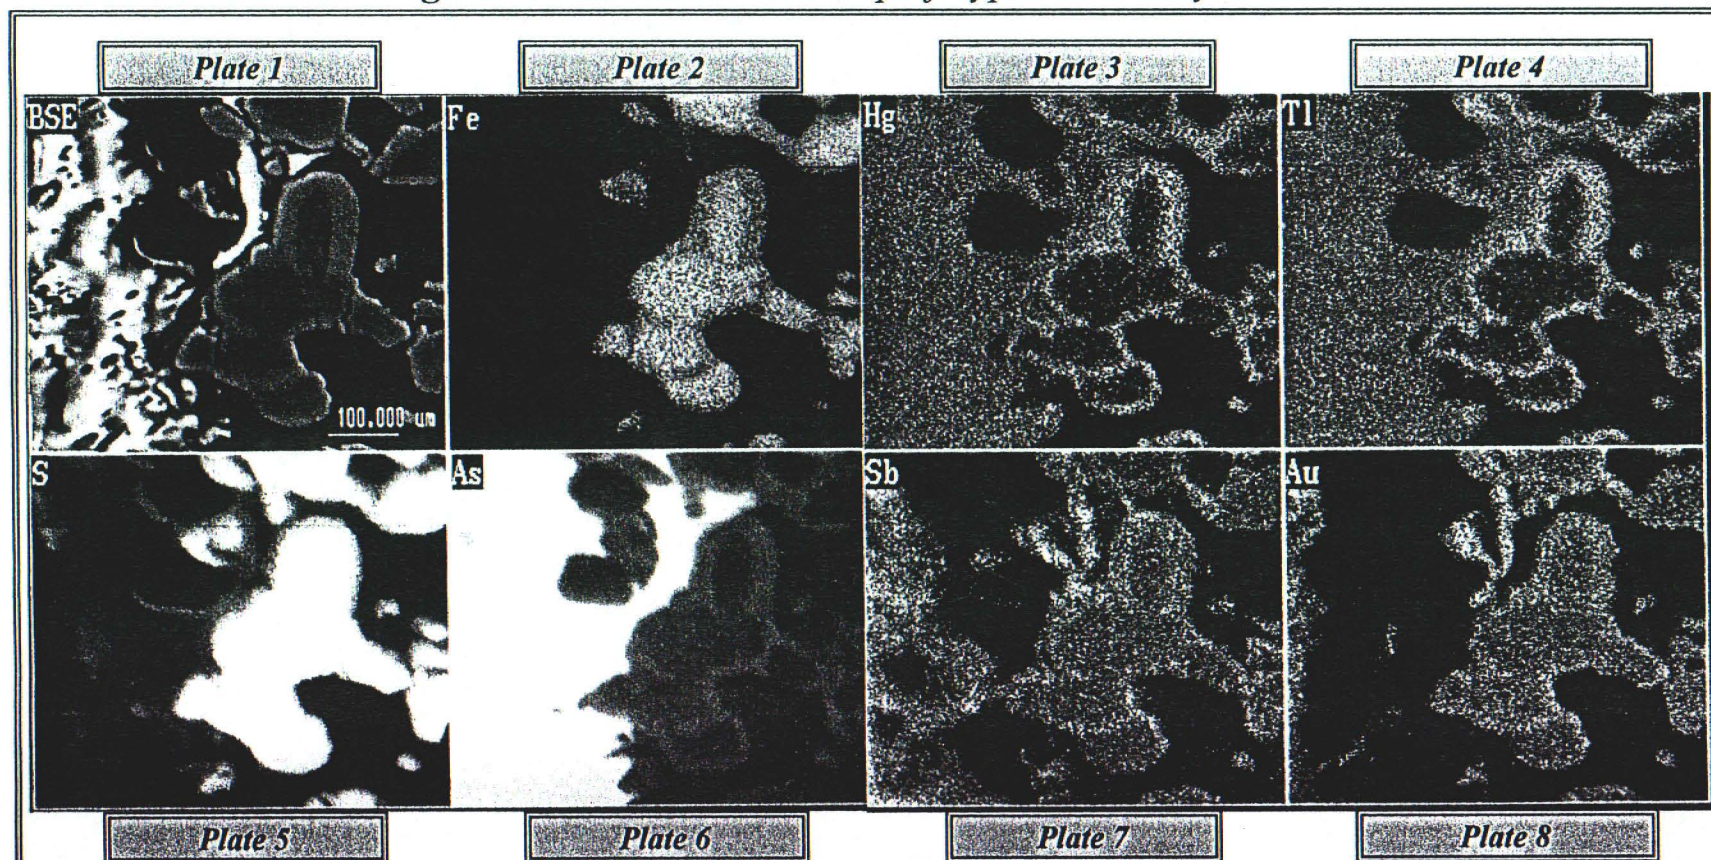 Plate 1
Plate 2
Plate 3
Plate 4
BSE
Fe
Hg
Tl
100.000 um
S
As
Sb
Au
Plate 5
Plate 6
Plate 7
Plate 8